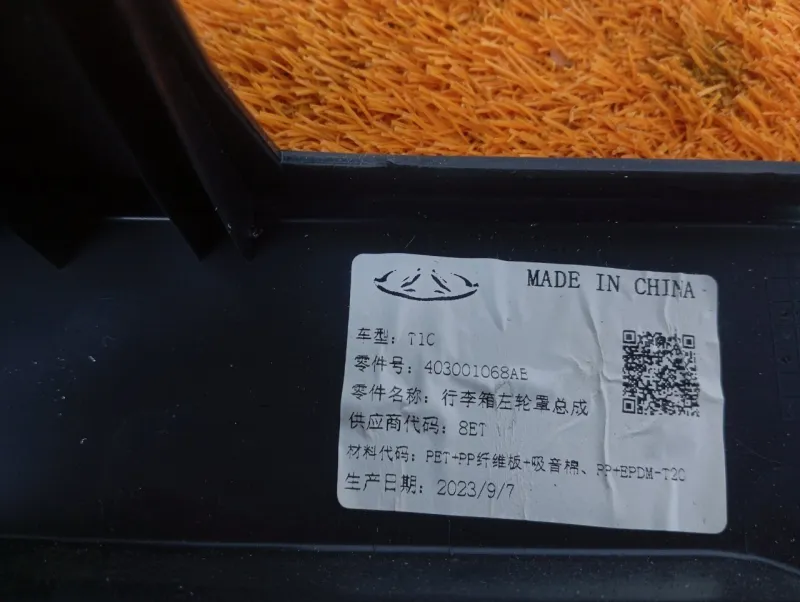 MADE IN CHINA
车型: T1C
零件号: 403001068AE
零件名称: 行李箱左轮罩总成
供应商代码: 8ET
材料代码: PET+PP纤维板+吸音棉、PP+EPDM-T20
生产日期: 2023/9/7